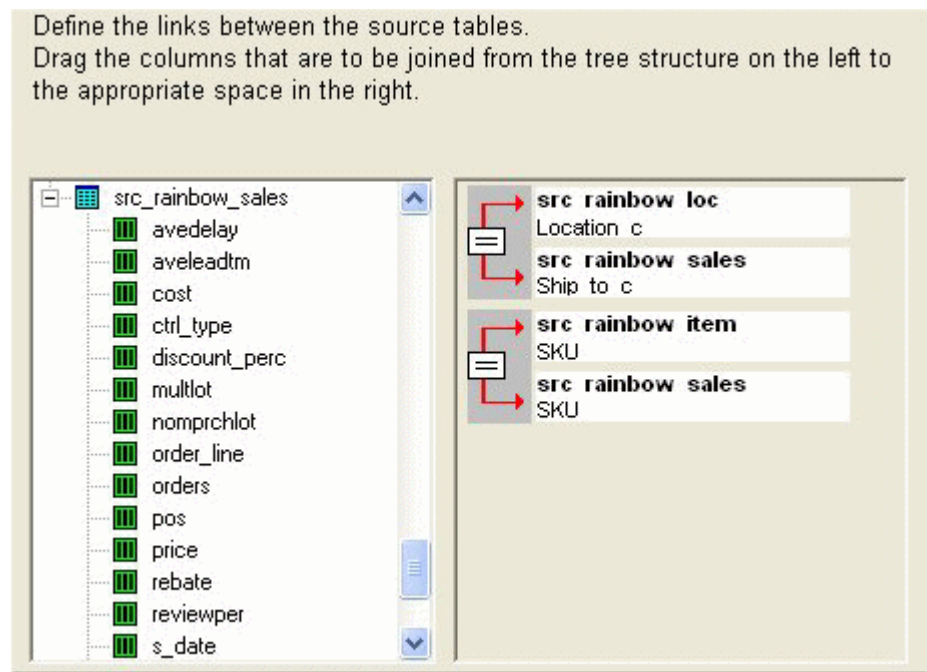 Define the links between the source tables.
Drag the columns that are to be joined from the tree structure on the left to
the appropriate space in the right.
src_rainbow_sales
avedelay
aveleadtm
cost
ctrl_type
discount_perc
multlot
nomprchlot
order_line
orders
pos
price
rebate
reviewper
s_date
src rainbow loc
Location c
=
src rainbow sales
Ship to c
src rainbow item
SKU
=
src rainbow sales
SKU